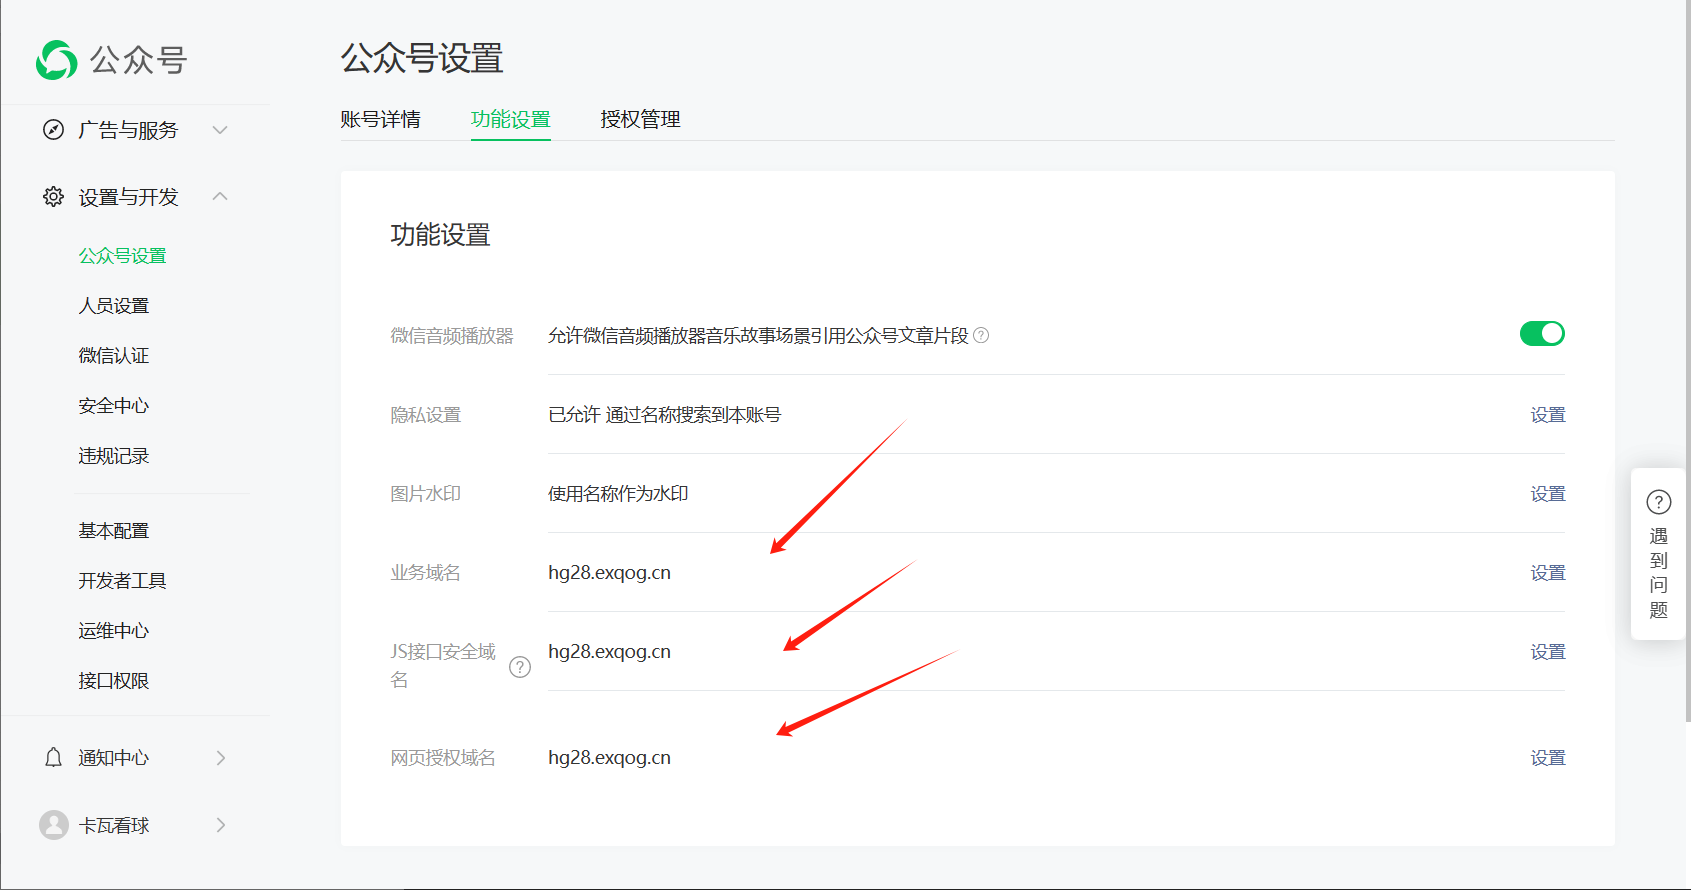 公众号
广告与服务
设置与开发
公众号设置
人员设置
微信认证
安全中心
违规记录
基本配置
开发者工具
运维中心
接口权限
通知中心
卡瓦看球
公众号设置
账号详情 功能设置 授权管理
功能设置
微信音频播放器 允许微信音频播放器音乐故事场景引用公众号文章片段 ?
隐私设置 已允许 通过名称搜索到本账号 设置
图片水印 使用名称作为水印 设置
业务域名 hg28.exqog.cn 设置
JS接口安全域
名 ? hg28.exqog.cn 设置
网页授权域名 hg28.exqog.cn 设置
?
遇
到
问
题